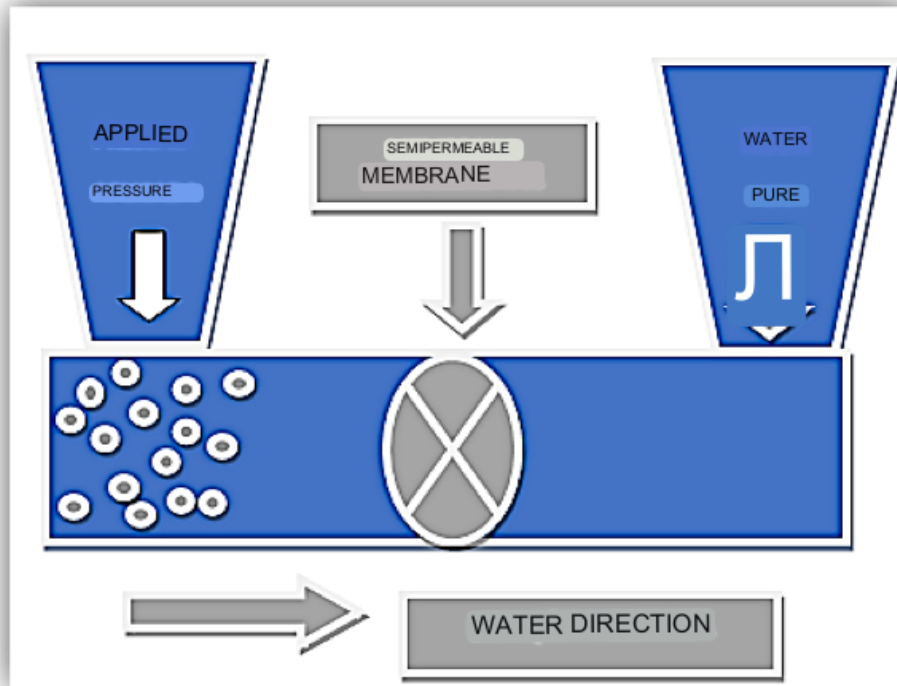 APPLIED
PRESSURE
SEMIPERMEABLE
MEMBRANE
WATER
PURE
Л
WATER DIRECTION